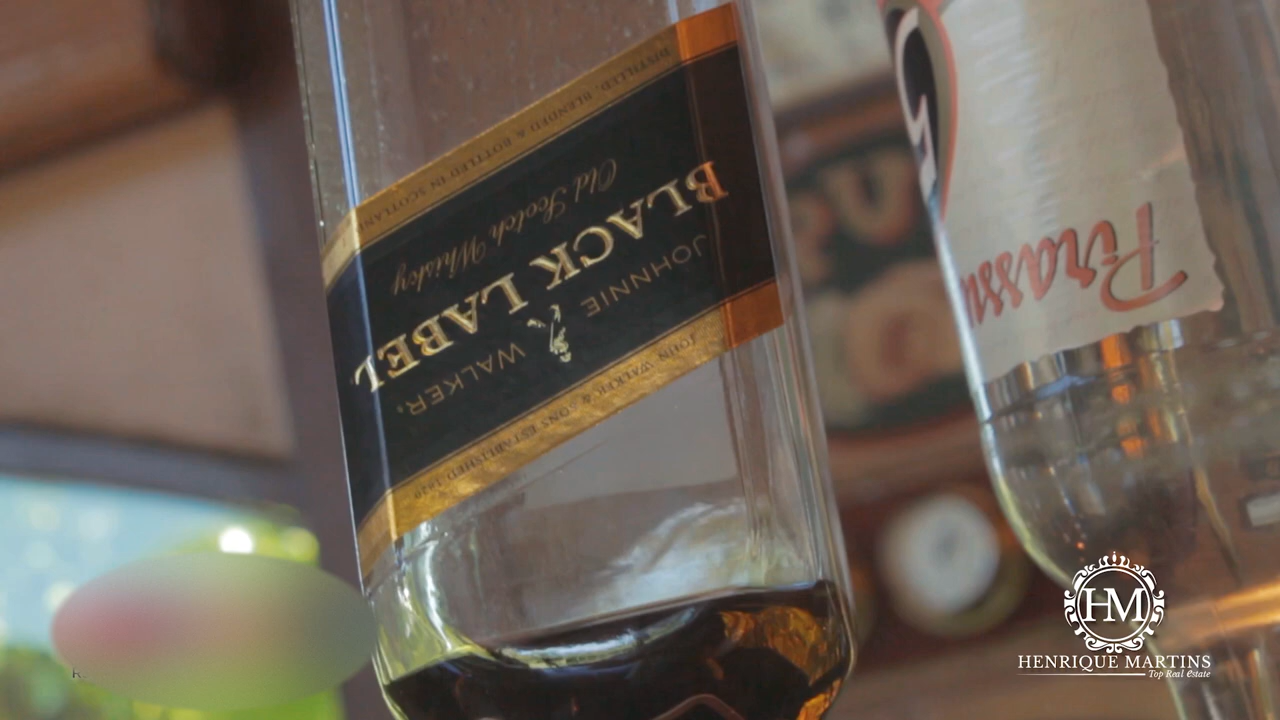 DISTILLED, BLENDED & BOTTLED IN SCOTLAND
Old Scotch Whisky
BLACK LABEL
JOHNNIE WALKER.
JOHN WALKER & SONS ESTABLISHED 1820
Pirassu
HM
HENRIQUE MARTINS
Top Real Estate